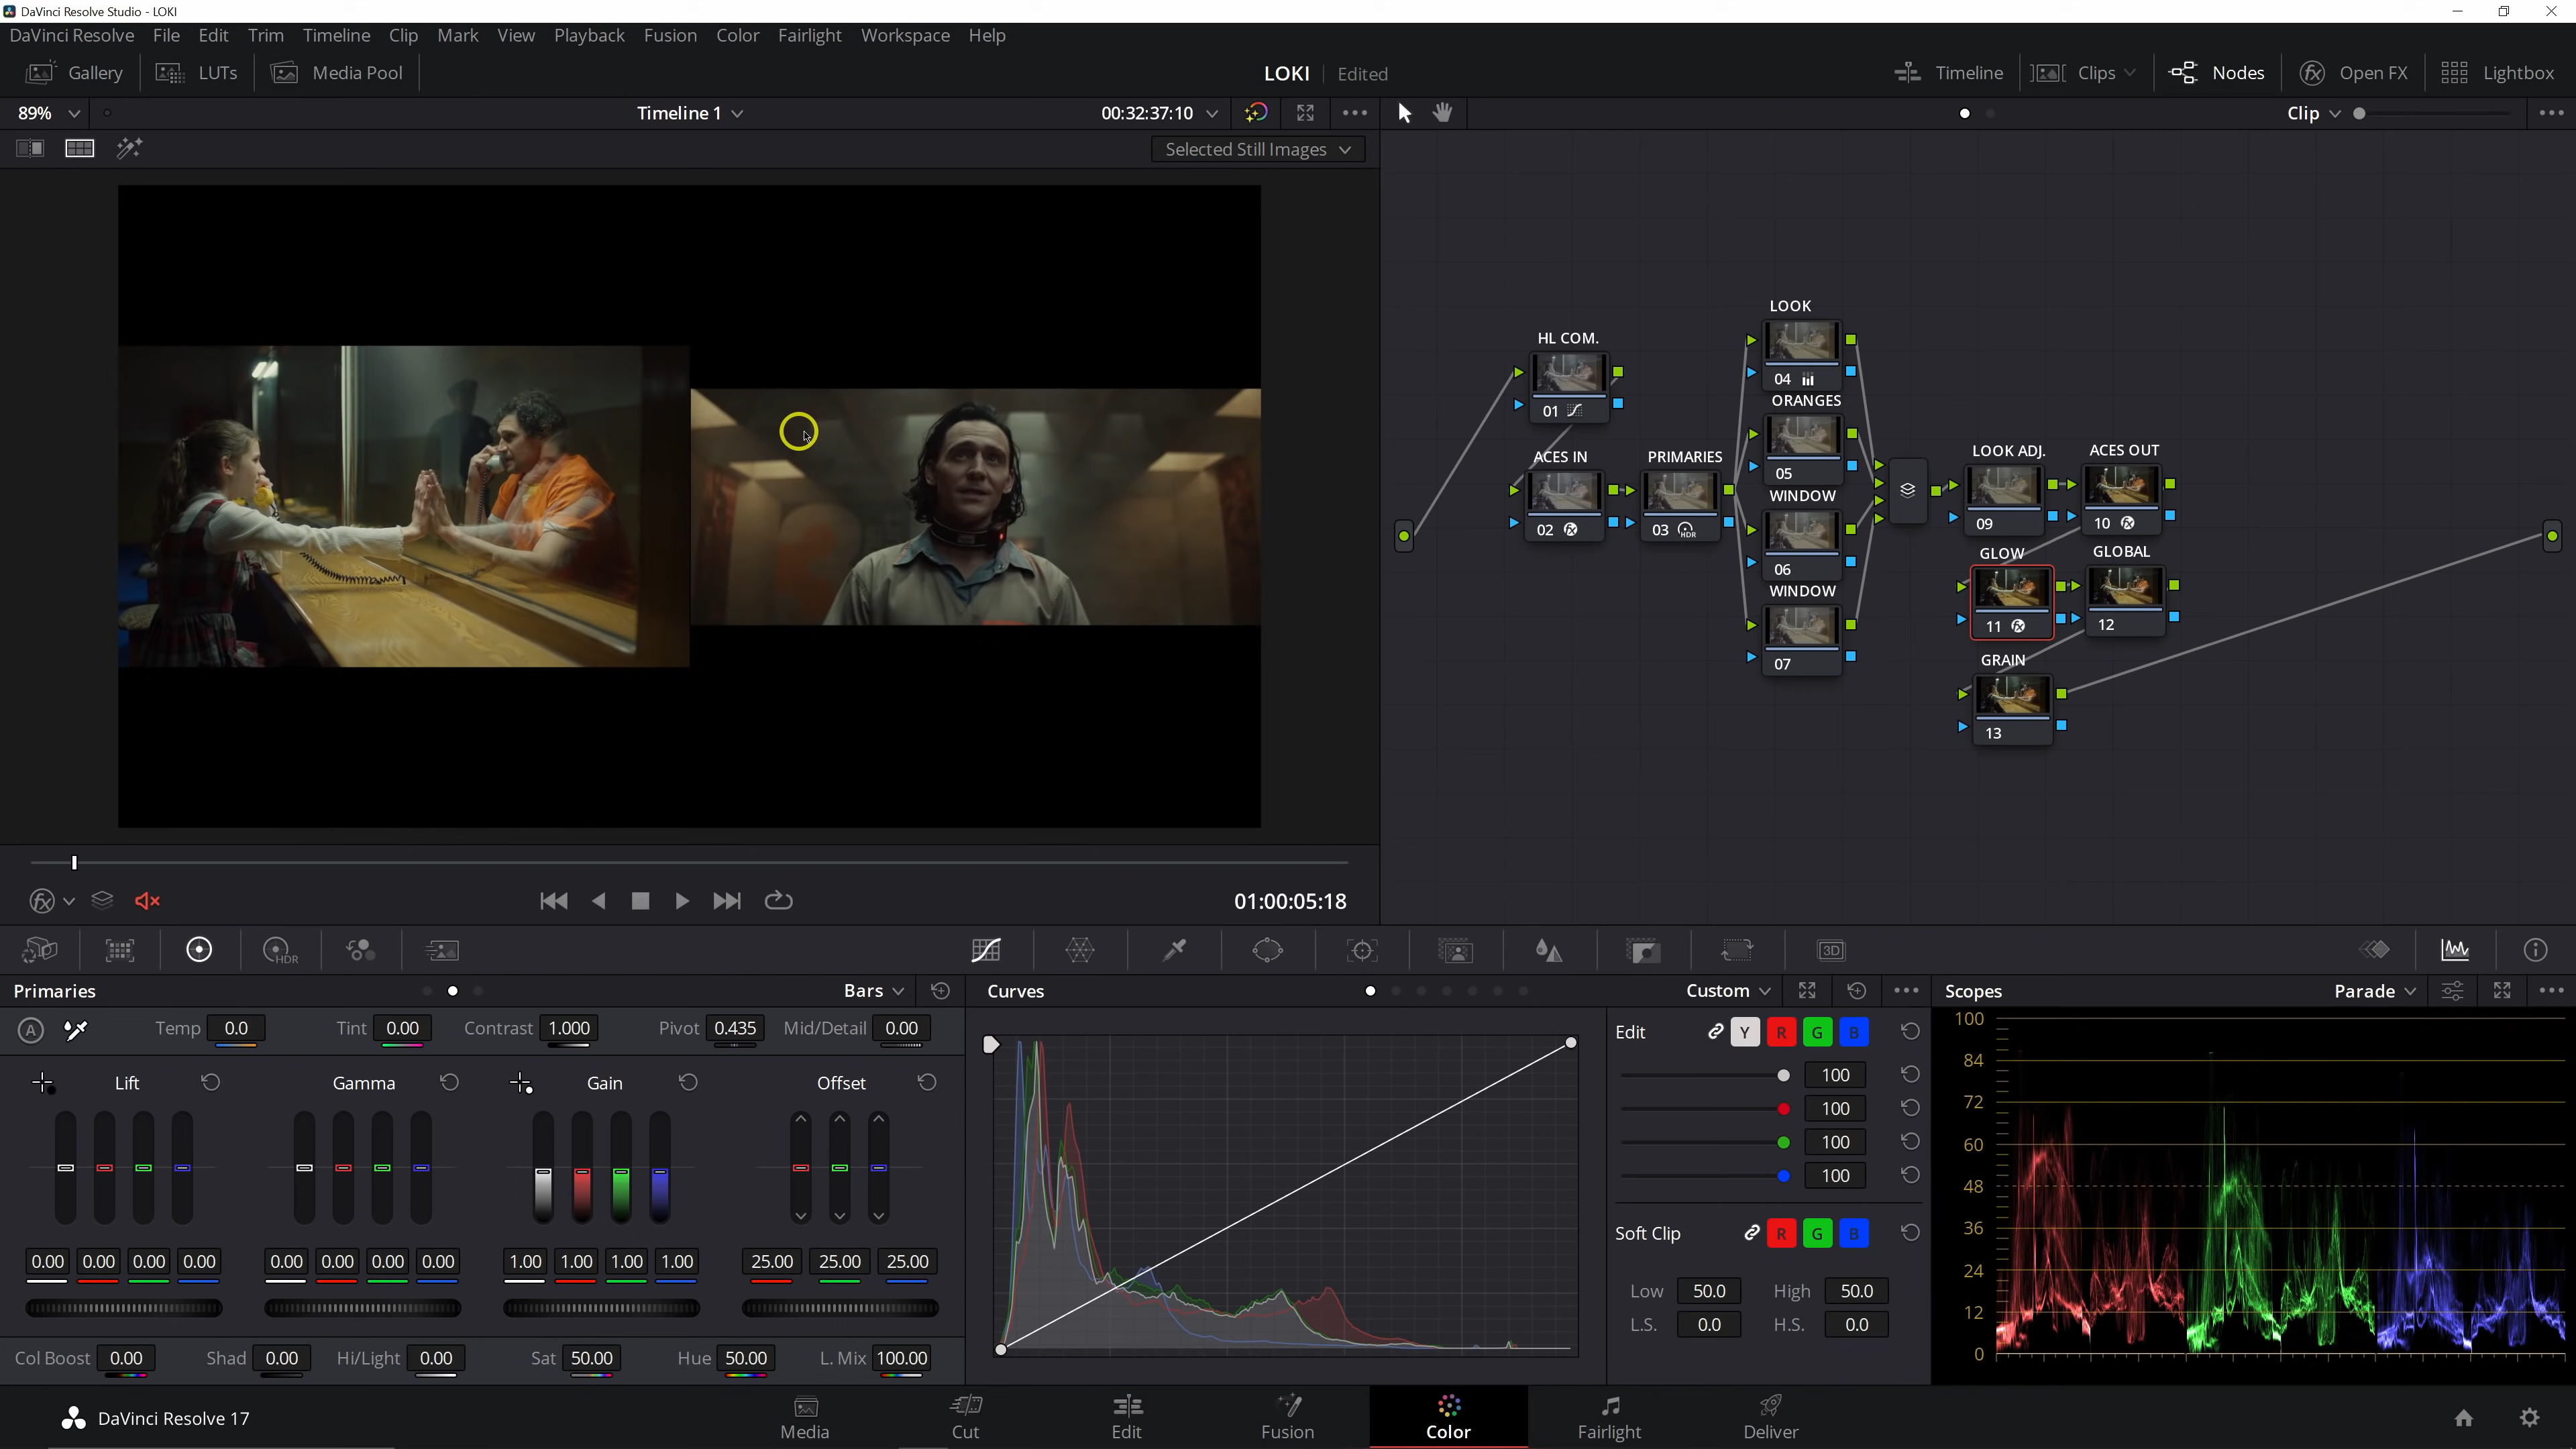 DaVinci Resolve Studio - LOKI
DaVinci Resolve File Edit Trim Timeline Clip Mark View Playback Fusion Color Fairlight Workspace Help
Gallery LUTs Media Pool LOKI Edited Timeline Clips Nodes Open FX Lightbox
89% Timeline 1 00:32:37:10 Clip
Selected Still Images
LOOK
HL COM.
04
01
ORANGES
ACES IN PRIMARIES
05
LOOK ADJ. ACES OUT
WINDOW
02 03 HDR
09 10
06
GLOW GLOBAL
WINDOW
11 12
07
GRAIN
13
01:00:05:18
HDR 3D
Primaries Bars Curves Custom Scopes Parade
A Temp 0.0 Tint 0.00 Contrast 1.000 Pivot 0.435 Mid/Detail 0.00
Edit Y R G B
Lift Gamma Gain Offset
100
100
100
100
Soft Clip R G B
0.00 0.00 0.00 0.00 0.00 0.00 0.00 0.00 1.00 1.00 1.00 1.00 25.00 25.00 25.00
Low 50.0 High 50.0
L.S. 0.0 H.S. 0.0
Col Boost 0.00 Shad 0.00 Hi/Light 0.00 Sat 50.00 Hue 50.00 L. Mix 100.00
100
84
72
60
48
36
24
12
0
DaVinci Resolve 17 Media Cut Edit Fusion Color Fairlight Deliver